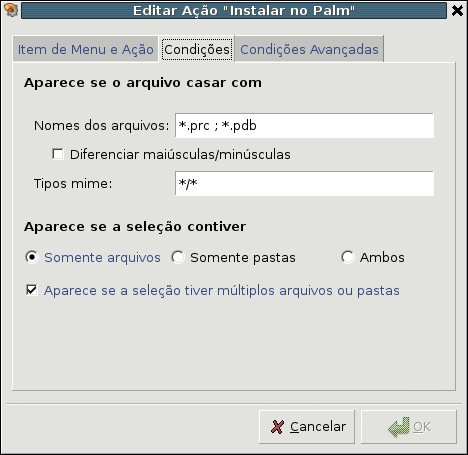 Editar Ação "Instalar no Palm"
Item de Menu e Ação Condições Condições Avançadas
Aparece se o arquivo casar com
Nomes dos arquivos: *.prc ; *.pdb
Diferenciar maiúsculas/minúsculas
Tipos mime: */*
Aparece se a seleção contiver
Somente arquivos Somente pastas Ambos
Aparece se a seleção tiver múltiplos arquivos ou pastas
Cancelar OK